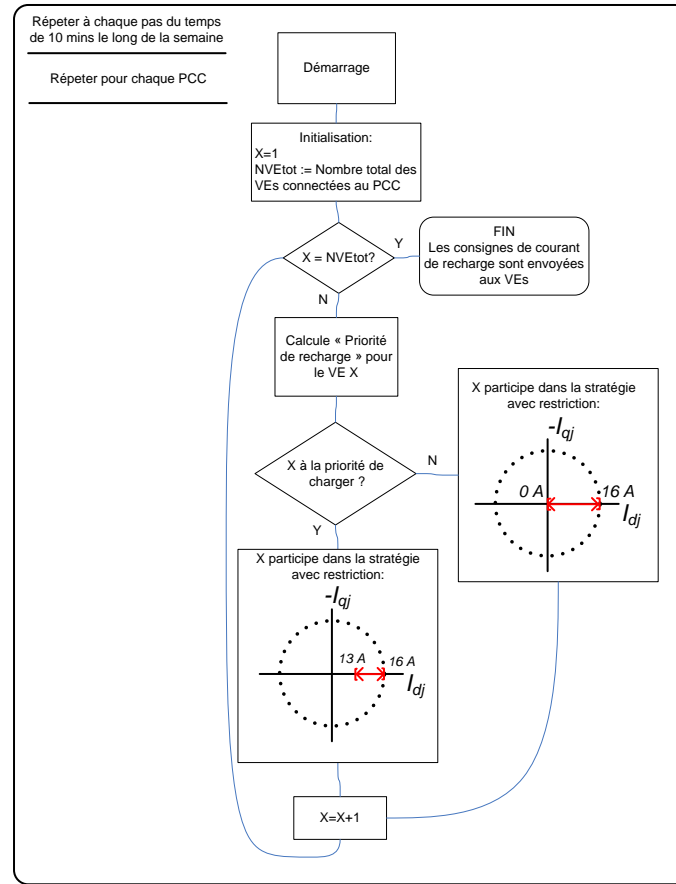 Répeter à chaque pas du temps
de 10 mins le long de la semaine
Répeter pour chaque PCC
Démarrage
Initialisation:
X=1
NVEtot := Nombre total des
VEs connectées au PCC
X = NVEtot?
Y
FIN
Les consignes de courant
de recharge sont envoyées
aux VEs
N
Calcule « Priorité
de recharge » pour
le VE X
X à la priorité de
charger ?
N
X participe dans la stratégie
avec restriction:
-Iqj
0 A
16 A
Idj
Y
X participe dans la stratégie
avec restriction:
-Iqj
13 A
16 A
Idj
X=X+1